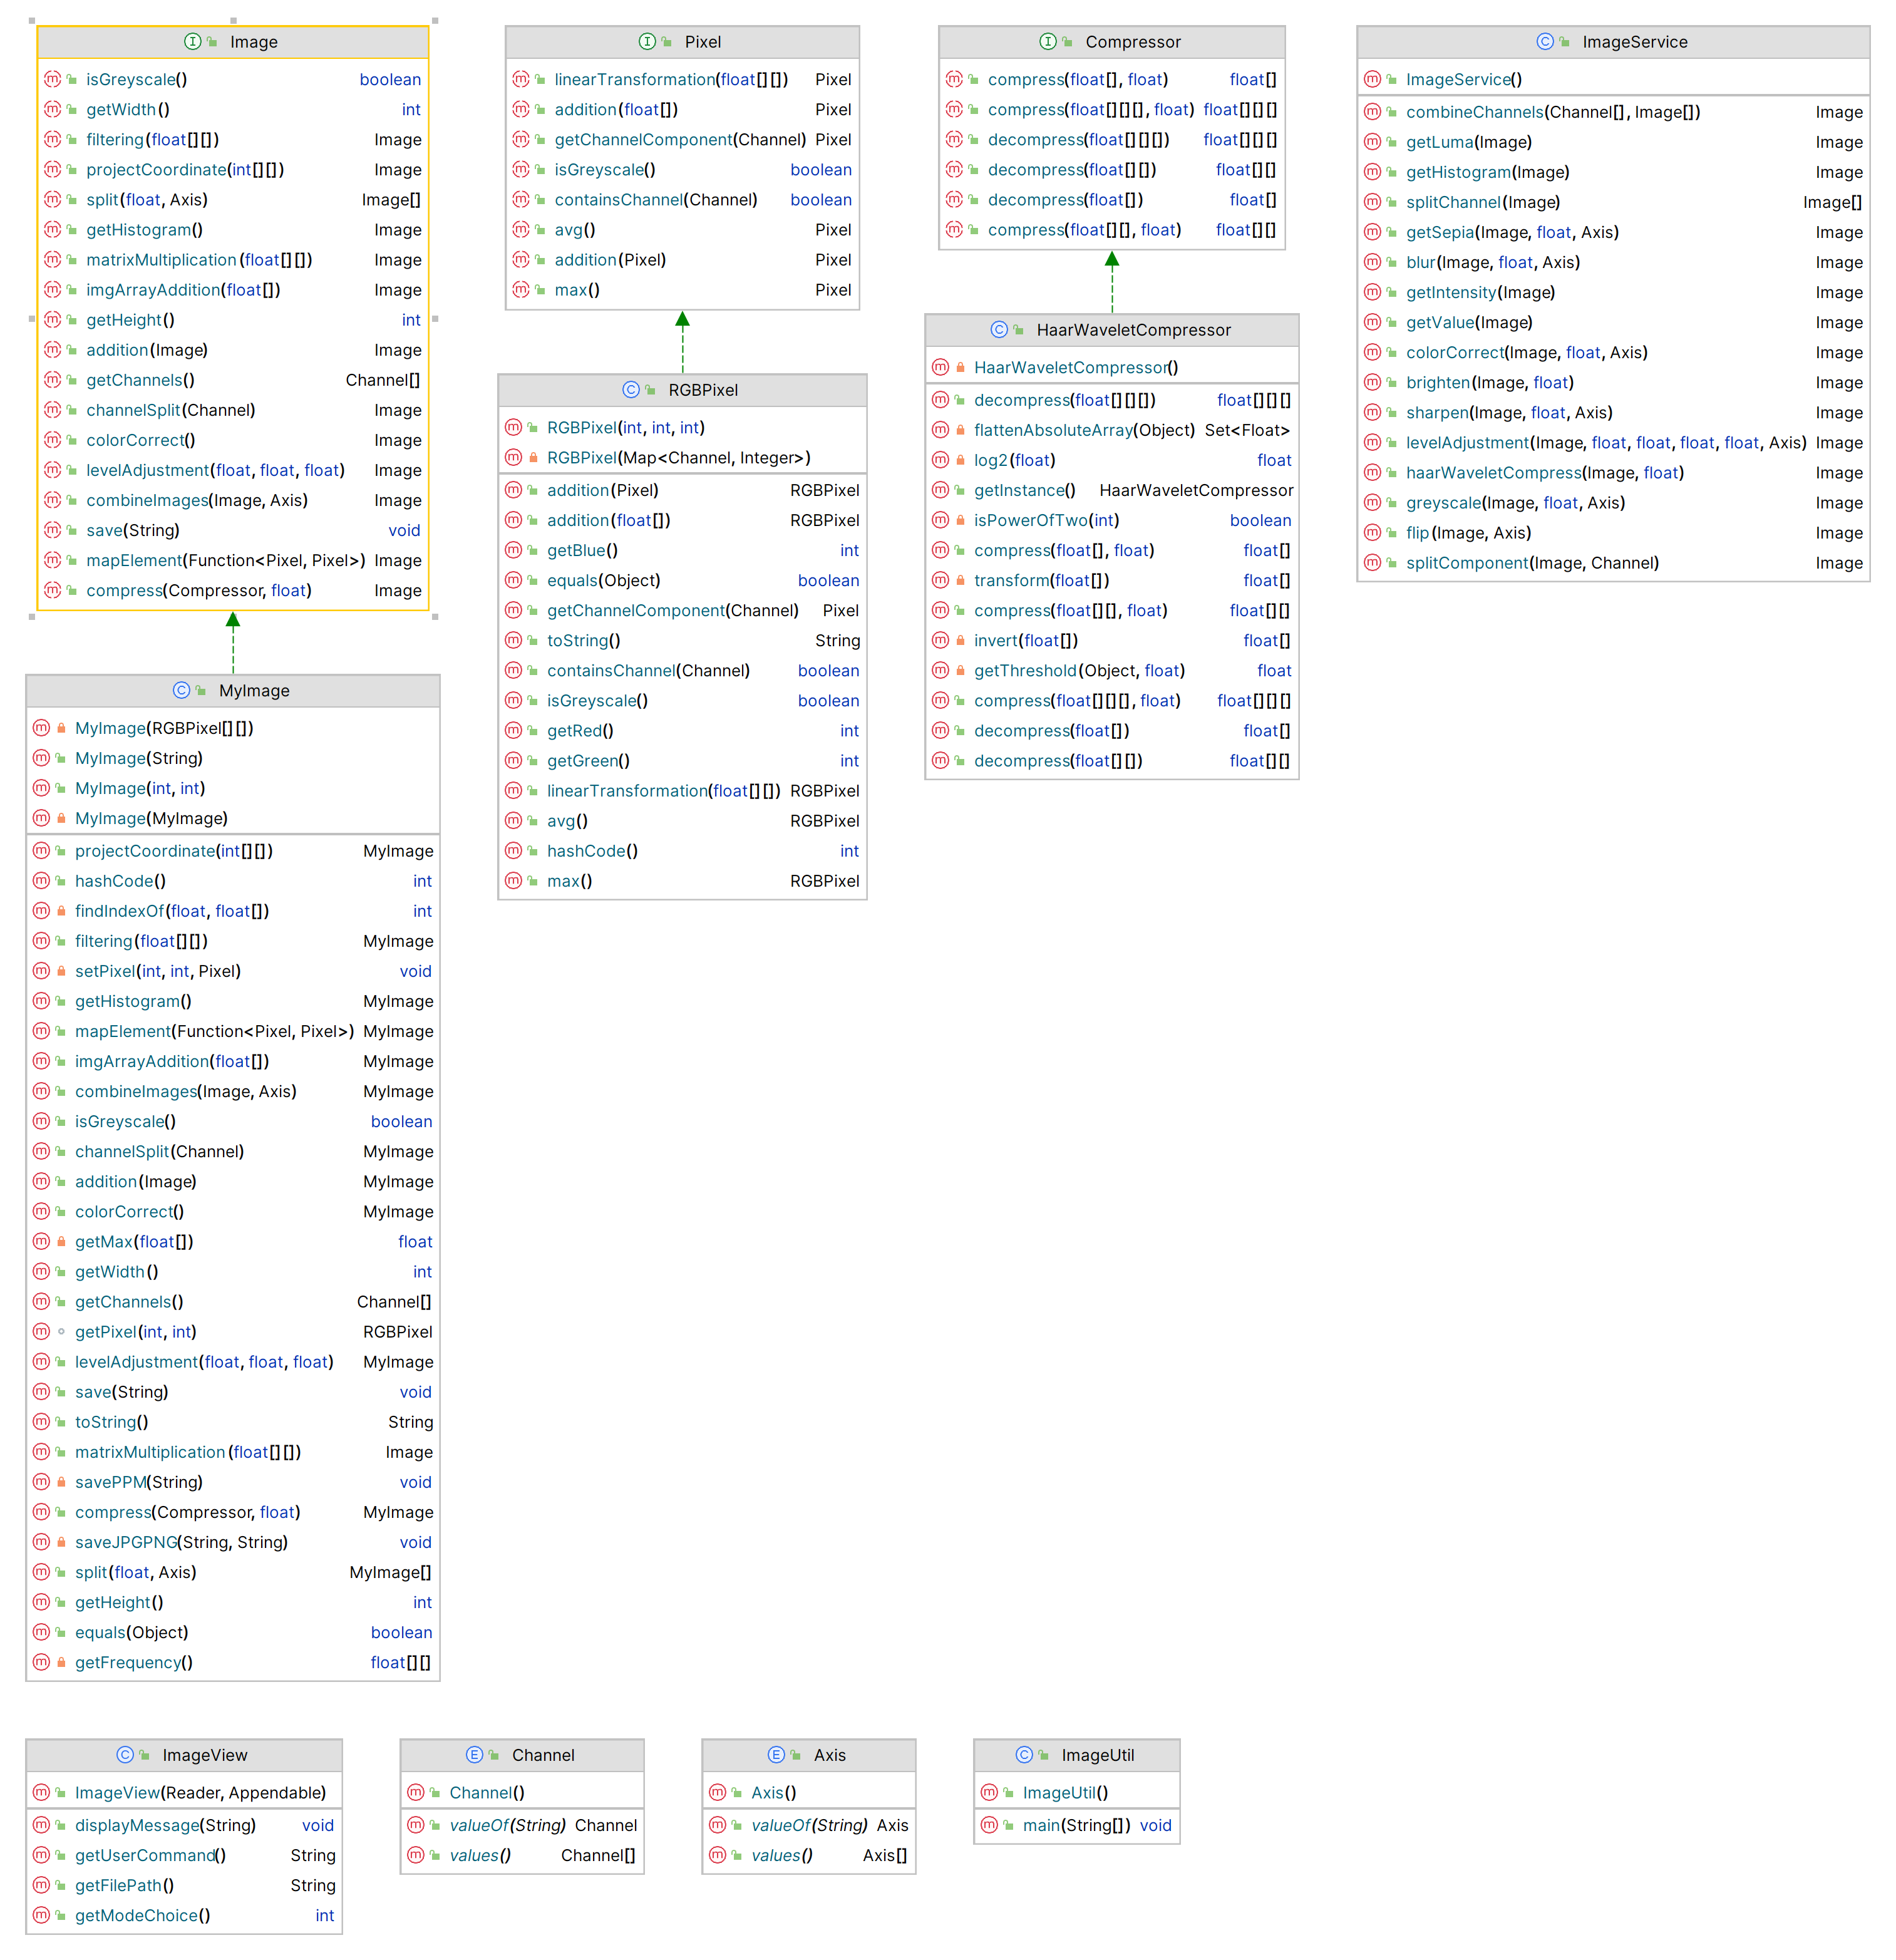 Image
isGreyscale() boolean
getWidth() int
filtering(float[][]) Image
projectCoordinate(int[][]) Image
split(float, Axis) Image[]
getHistogram() Image
matrixMultiplication(float[][]) Image
imgArrayAddition(float[]) Image
getHeight() int
addition(Image) Image
getChannels() Channel[]
channelSplit(Channel) Image
colorCorrect() Image
levelAdjustment(float, float, float) Image
combineImages(Image, Axis) Image
save(String) void
mapElement(Function<Pixel, Pixel>) Image
compress(Compressor, float) Image
Pixel
linearTransformation(float[][]) Pixel
addition(float[]) Pixel
getChannelComponent(Channel) Pixel
isGreyscale() boolean
containsChannel(Channel) boolean
avg() Pixel
addition(Pixel) Pixel
max() Pixel
Compressor
compress(float[], float) float[]
compress(float[][][], float) float[][][]
decompress(float[][][]) float[][][]
decompress(float[][]) float[][]
decompress(float[]) float[]
compress(float[][], float) float[][]
ImageService
ImageService()
combineChannels(Channel[], Image[]) Image
getLuma(Image) Image
getHistogram(Image) Image
splitChannel(Image) Image[]
getSepia(Image, float, Axis) Image
blur(Image, float, Axis) Image
getIntensity(Image) Image
getValue(Image) Image
colorCorrect(Image, float, Axis) Image
brighten(Image, float) Image
sharpen(Image, float, Axis) Image
levelAdjustment(Image, float, float, float, float, Axis) Image
haarWaveletCompress(Image, float) Image
greyscale(Image, float, Axis) Image
flip(Image, Axis) Image
splitComponent(Image, Channel) Image
MyImage
MyImage(RGBPixel[][])
MyImage(String)
MyImage(int, int)
MyImage(MyImage)
projectCoordinate(int[][]) MyImage
hashCode() int
findIndexOf(float, float[]) int
filtering(float[][]) MyImage
setPixel(int, int, Pixel) void
getHistogram() MyImage
mapElement(Function<Pixel, Pixel>) MyImage
imgArrayAddition(float[]) MyImage
combineImages(Image, Axis) MyImage
isGreyscale() boolean
channelSplit(Channel) MyImage
addition(Image) MyImage
colorCorrect() MyImage
getMax(float[]) float
getWidth() int
getChannels() Channel[]
getPixel(int, int) RGBPixel
levelAdjustment(float, float, float) MyImage
save(String) void
toString() String
matrixMultiplication(float[][]) Image
savePPM(String) void
compress(Compressor, float) MyImage
saveJPGPNG(String, String) void
split(float, Axis) MyImage[]
getHeight() int
equals(Object) boolean
getFrequency() float[][]
RGBPixel
RGBPixel(int, int, int)
RGBPixel(Map<Channel, Integer>)
addition(Pixel) RGBPixel
addition(float[]) RGBPixel
getBlue() int
equals(Object) boolean
getChannelComponent(Channel) Pixel
toString() String
containsChannel(Channel) boolean
isGreyscale() boolean
getRed() int
getGreen() int
linearTransformation(float[][]) RGBPixel
avg() RGBPixel
hashCode() int
max() RGBPixel
HaarWaveletCompressor
HaarWaveletCompressor()
decompress(float[][][]) float[][][]
flattenAbsoluteArray(Object) Set<Float>
log2(float) float
getInstance() HaarWaveletCompressor
isPowerOfTwo(int) boolean
compress(float[], float) float[]
transform(float[]) float[]
compress(float[][], float) float[][]
invert(float[]) float[]
getThreshold(Object, float) float
compress(float[][][], float) float[][][]
decompress(float[]) float[]
decompress(float[][]) float[][]
ImageView
ImageView(Reader, Appendable)
displayMessage(String) void
getUserCommand() String
getFilePath() String
getModeChoice() int
Channel
Channel()
valueOf(String) Channel
values() Channel[]
Axis
Axis()
valueOf(String) Axis
values() Axis[]
ImageUtil
ImageUtil()
main(String[]) void